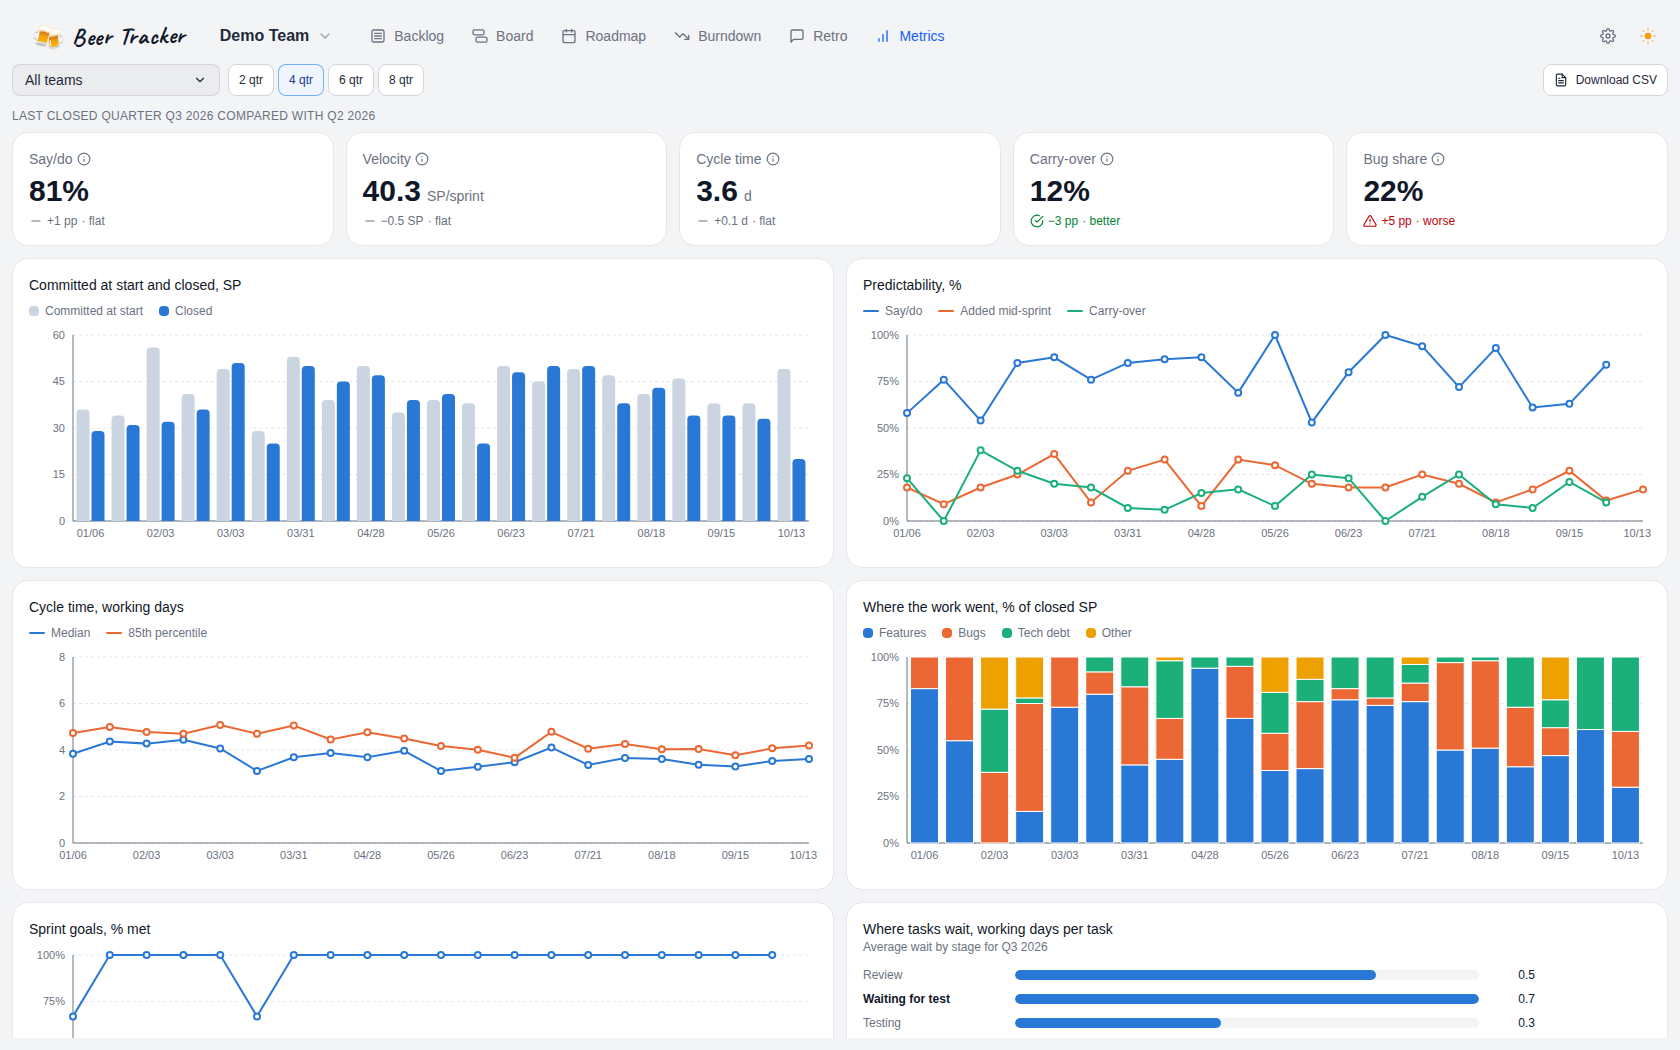 Beer Tracker
Demo Team
Backlog
Board
Roadmap
Burndown
Retro
Metrics
All teams
2 qtr
4 qtr
6 qtr
8 qtr
Download CSV
LAST CLOSED QUARTER Q3 2026 COMPARED WITH Q2 2026
Say/do
81%
+1 pp · flat
Velocity
40.3 SP/sprint
−0.5 SP · flat
Cycle time
3.6 d
+0.1 d · flat
Carry-over
12%
−3 pp · better
Bug share
22%
+5 pp · worse
Committed at start and closed, SP
Committed at start
Closed
60
45
30
15
0
01/06 02/03 03/03 03/31 04/28 05/26 06/23 07/21 08/18 09/15 10/13
Predictability, %
Say/do
Added mid-sprint
Carry-over
100%
75%
50%
25%
0%
01/06 02/03 03/03 03/31 04/28 05/26 06/23 07/21 08/18 09/15 10/13
Cycle time, working days
Median
85th percentile
8
6
4
2
0
01/06 02/03 03/03 03/31 04/28 05/26 06/23 07/21 08/18 09/15 10/13
Where the work went, % of closed SP
Features
Bugs
Tech debt
Other
100%
75%
50%
25%
0%
01/06 02/03 03/03 03/31 04/28 05/26 06/23 07/21 08/18 09/15 10/13
Sprint goals, % met
100%
75%
Where tasks wait, working days per task
Average wait by stage for Q3 2026
Review 0.5
Waiting for test 0.7
Testing 0.3